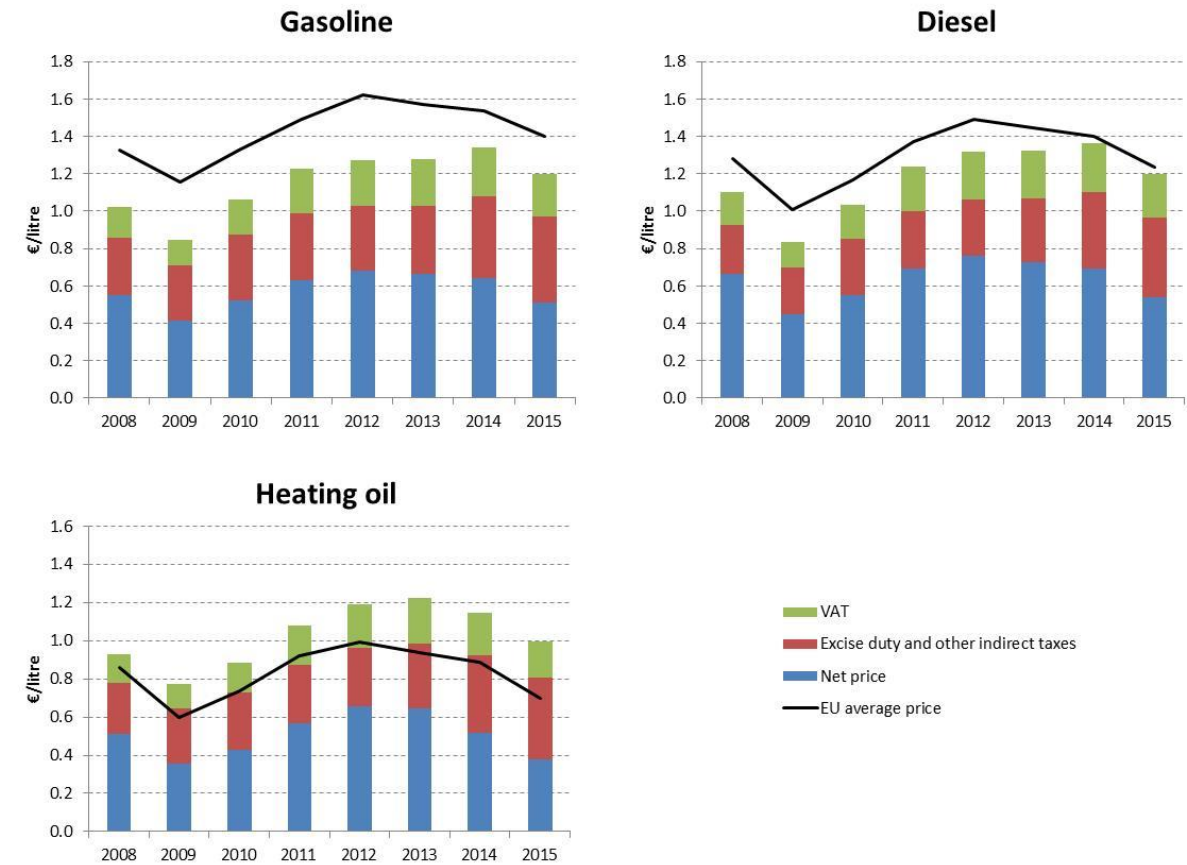 Gasoline
1.8
1.6
1.4
1.2
1.0
0.8
0.6
0.4
0.2
0.0
€/litre
2008 2009 2010 2011 2012 2013 2014 2015
Diesel
1.8
1.6
1.4
1.2
1.0
0.8
0.6
0.4
0.2
0.0
€/litre
2008 2009 2010 2011 2012 2013 2014 2015
Heating oil
1.6
1.4
1.2
1.0
0.8
0.6
0.4
0.2
0.0
€/litre
2008 2009 2010 2011 2012 2013 2014 2015
VAT
Excise duty and other indirect taxes
Net price
EU average price